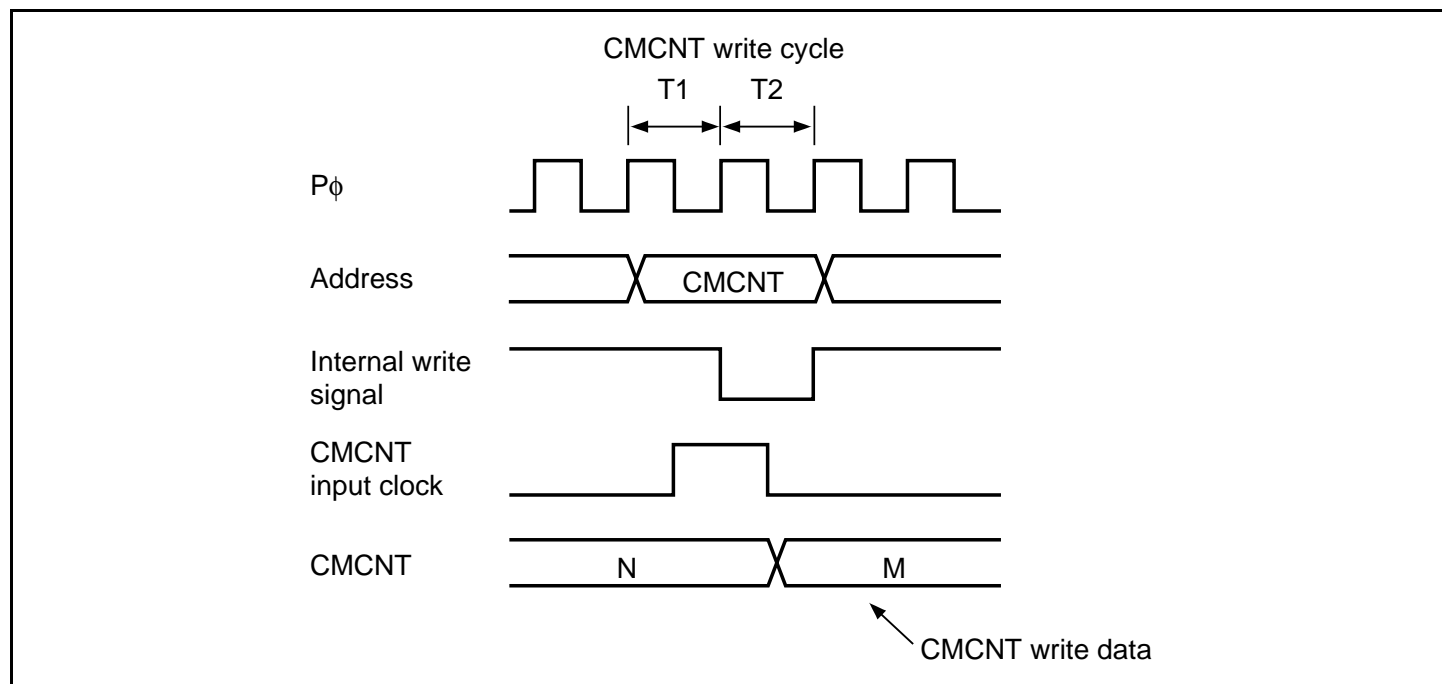 CMCNT write cycle
T1 T2
Pϕ
Address
CMCNT
Internal write
signal
CMCNT
input clock
CMCNT
N M
CMCNT write data